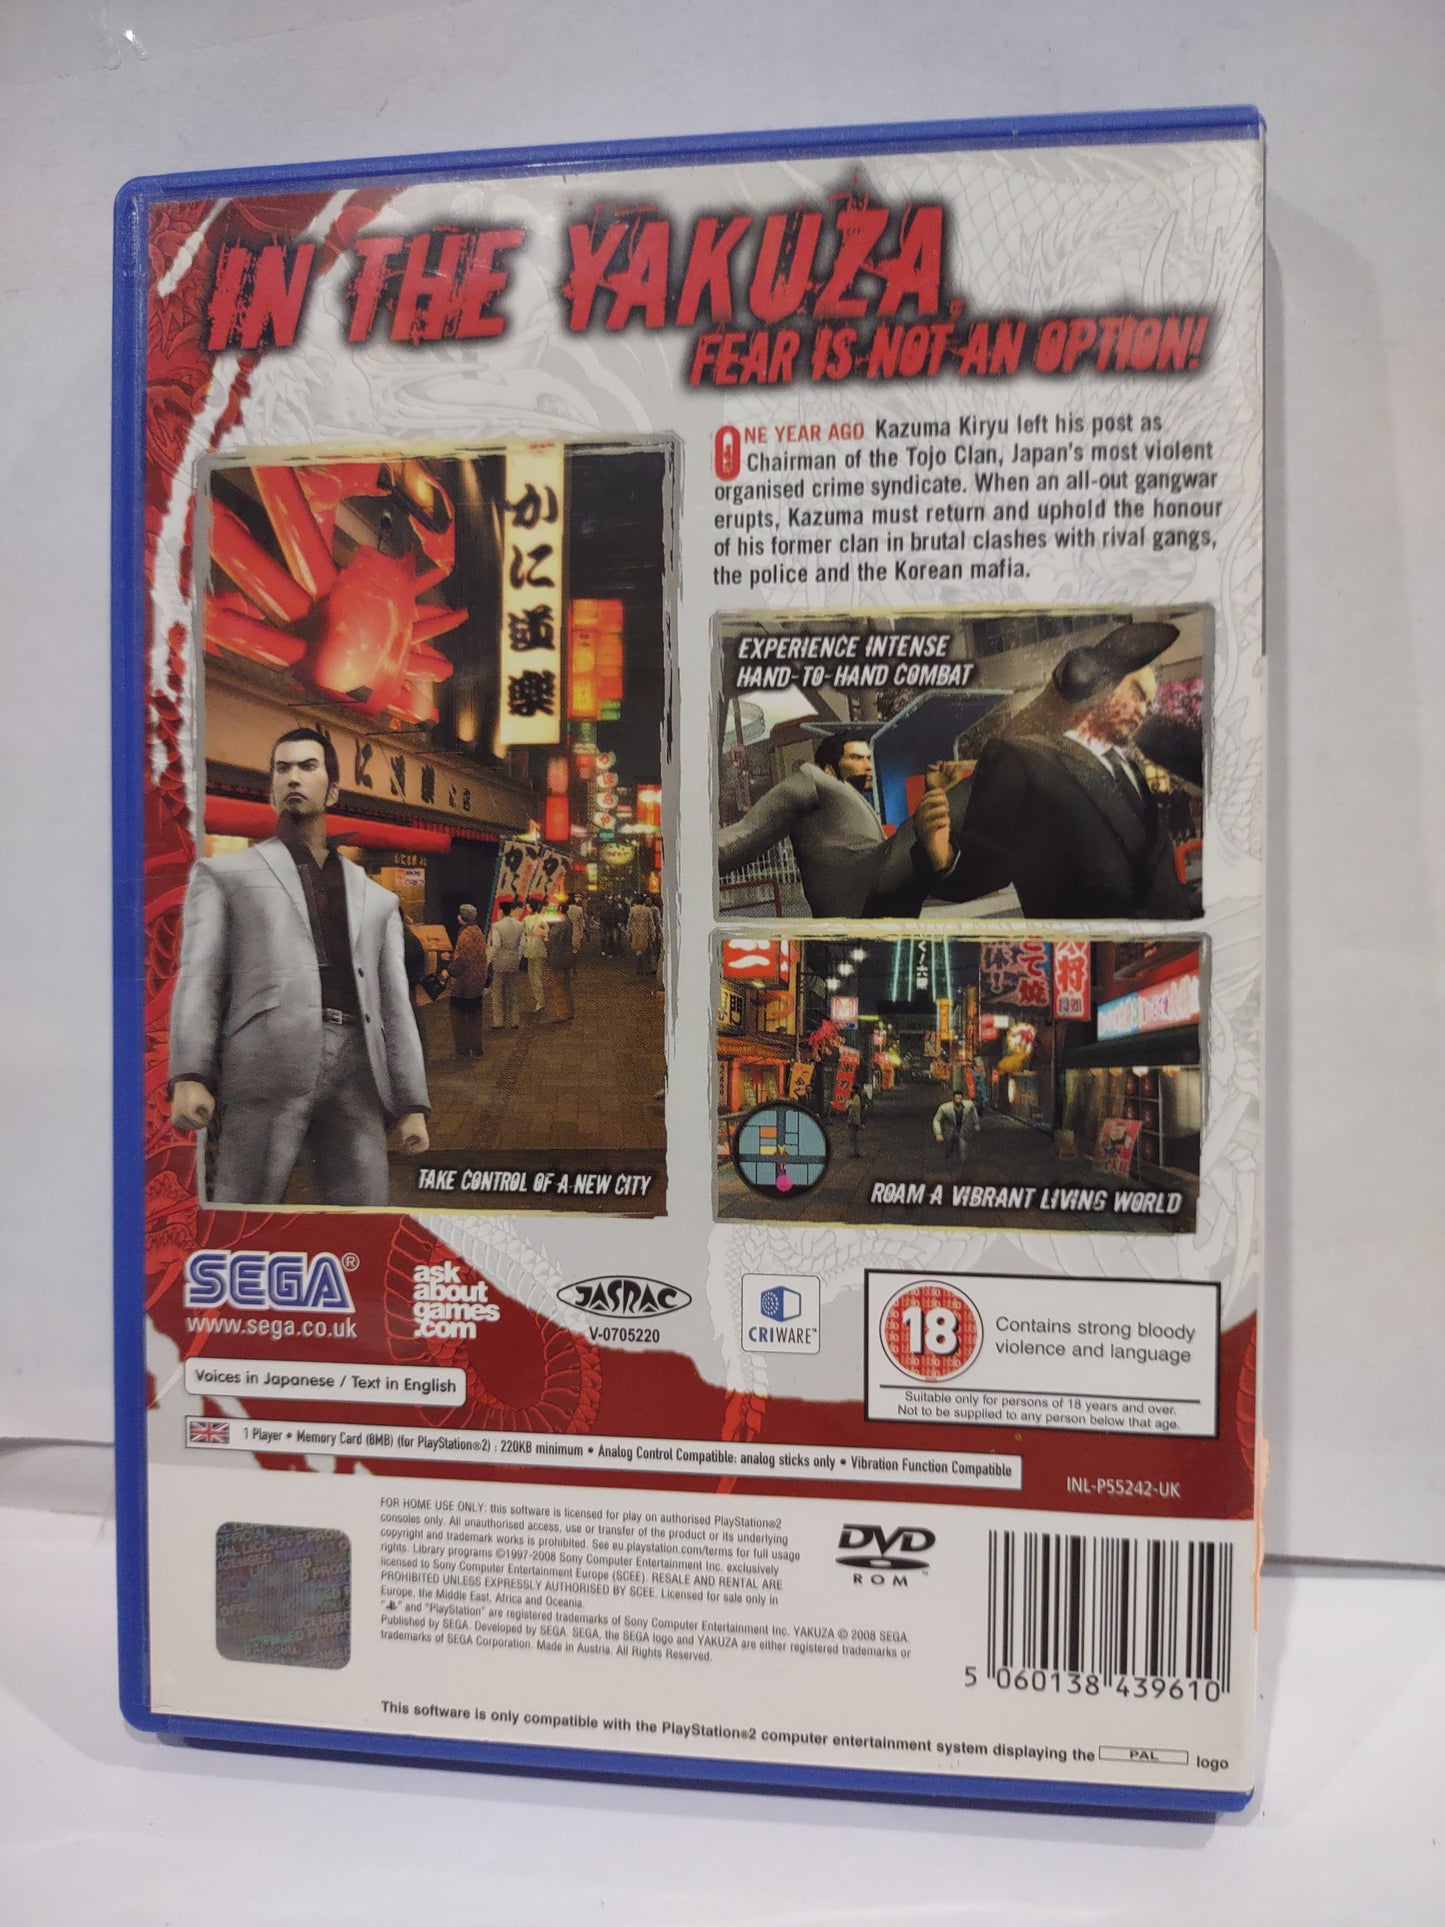 IN THE YAKUZA,
FEAR IS NOT AN OPTION!
ONE YEAR AGO Kazuma Kiryu left his post as
Chairman of the Tojo Clan, Japan's most violent
organised crime syndicate. When an all-out gangwar
erupts, Kazuma must return and uphold the honour
of his former clan in brutal clashes with rival gangs,
the police and the Korean mafia.
かに道楽
TAKE CONTROL OF A NEW CITY
EXPERIENCE INTENSE
HAND-TO-HAND COMBAT
ROAM A VIBRANT LIVING WORLD
SEGA®
www.sega.co.uk
ask
about
games
.com
JASRAC
V-0705220
CRIWARE™
18
Contains strong bloody
violence and language
Suitable only for persons of 18 years and over.
Not to be supplied to any person below that age.
Voices in Japanese / Text in English
1 Player • Memory Card (8MB) (for PlayStation®2) : 220KB minimum • Analog Control Compatible: analog sticks only • Vibration Function Compatible
INL-P55242-UK
FOR HOME USE ONLY: this software is licensed for play on authorised PlayStation®2
consoles only. All unauthorised access, use or transfer of the product or its underlying
copyright and trademark works is prohibited. See eu.playstation.com/terms for full usage
rights. Library programs ©1997-2008 Sony Computer Entertainment Inc. exclusively
licensed to Sony Computer Entertainment Europe (SCEE). RESALE AND RENTAL ARE
PROHIBITED UNLESS EXPRESSLY AUTHORISED BY SCEE. Licensed for sale only in
Europe, the Middle East, Africa and Oceania.
" " and "PlayStation" are registered trademarks of Sony Computer Entertainment Inc. YAKUZA © 2008 SEGA.
Published by SEGA. Developed by SEGA. SEGA, the SEGA logo and YAKUZA are either registered trademarks or
trademarks of SEGA Corporation. Made in Austria. All Rights Reserved.
DVD
ROM
5 060138 439610
This software is only compatible with the PlayStation®2 computer entertainment system displaying the PAL logo